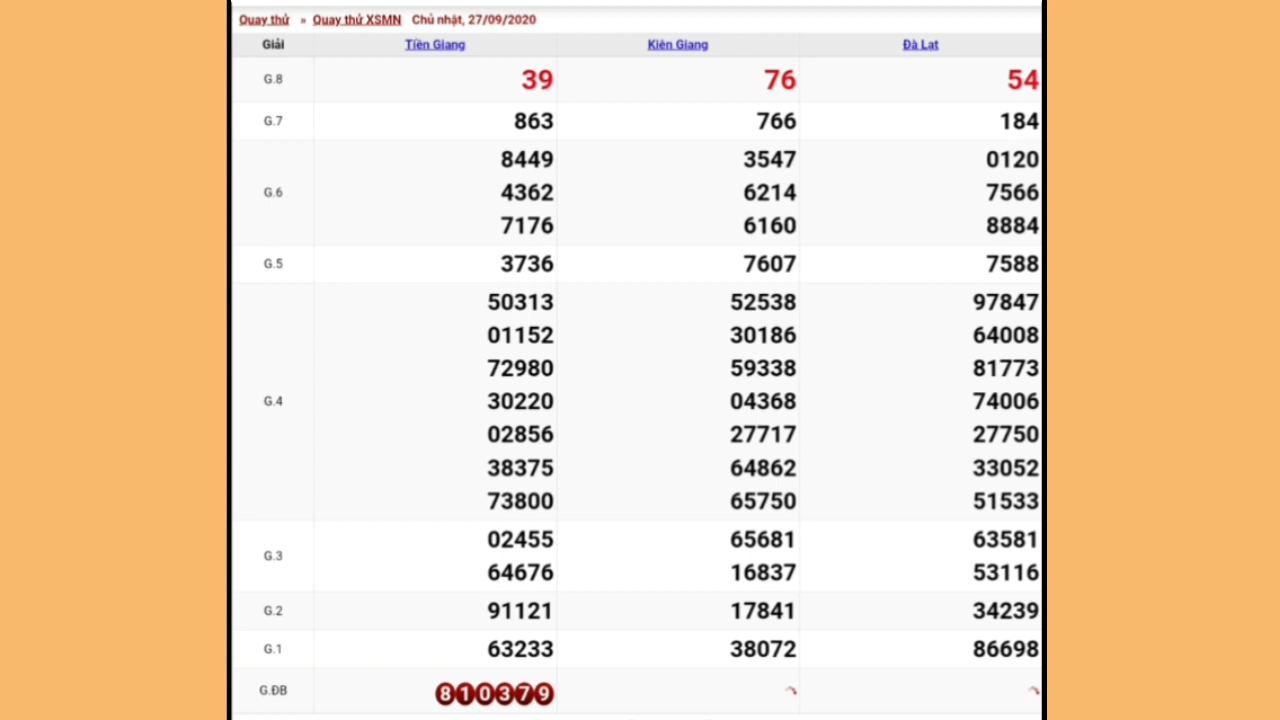 Quay thử » Quay thử XSMN Chủ nhật, 27/09/2020
Giải Tiền Giang Kiên Giang Đà Lạt
G.8 39 76 54
G.7 863 766 184
8449 3547 0120
G.6 4362 6214 7566
7176 6160 8884
G.5 3736 7607 7588
50313 52538 97847
01152 30186 64008
72980 59338 81773
G.4 30220 04368 74006
02856 27717 27750
38375 64862 33052
73800 65750 51533
G.3 02455 65681 63581
64676 16837 53116
G.2 91121 17841 34239
G.1 63233 38072 86698
G.ĐB 810379